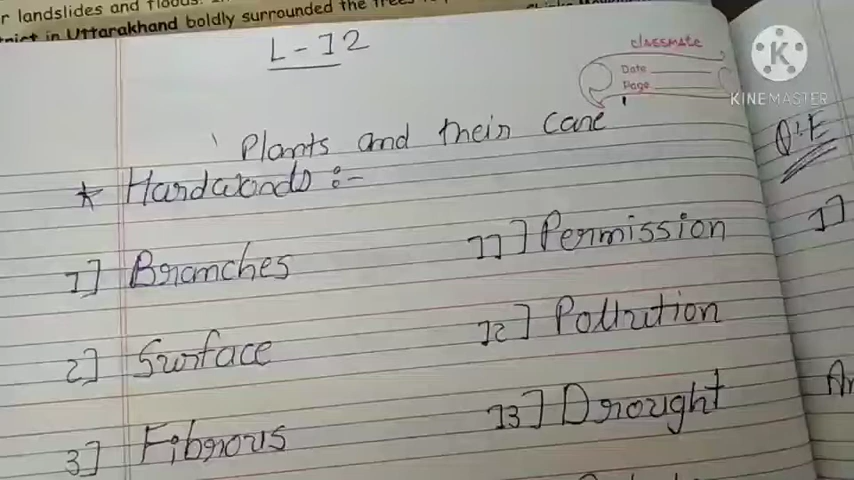 r landslides and floods.
trict in Uttarakhand boldly surrounded the trees
L-12
classmate
Date
Page
KINEMASTER
'Plants and their care'
Q:E
* Hardwords :-
1] Branches
11] Permission
1]
2] Surface
12] Pollution
3] Fibrous
13] Drought